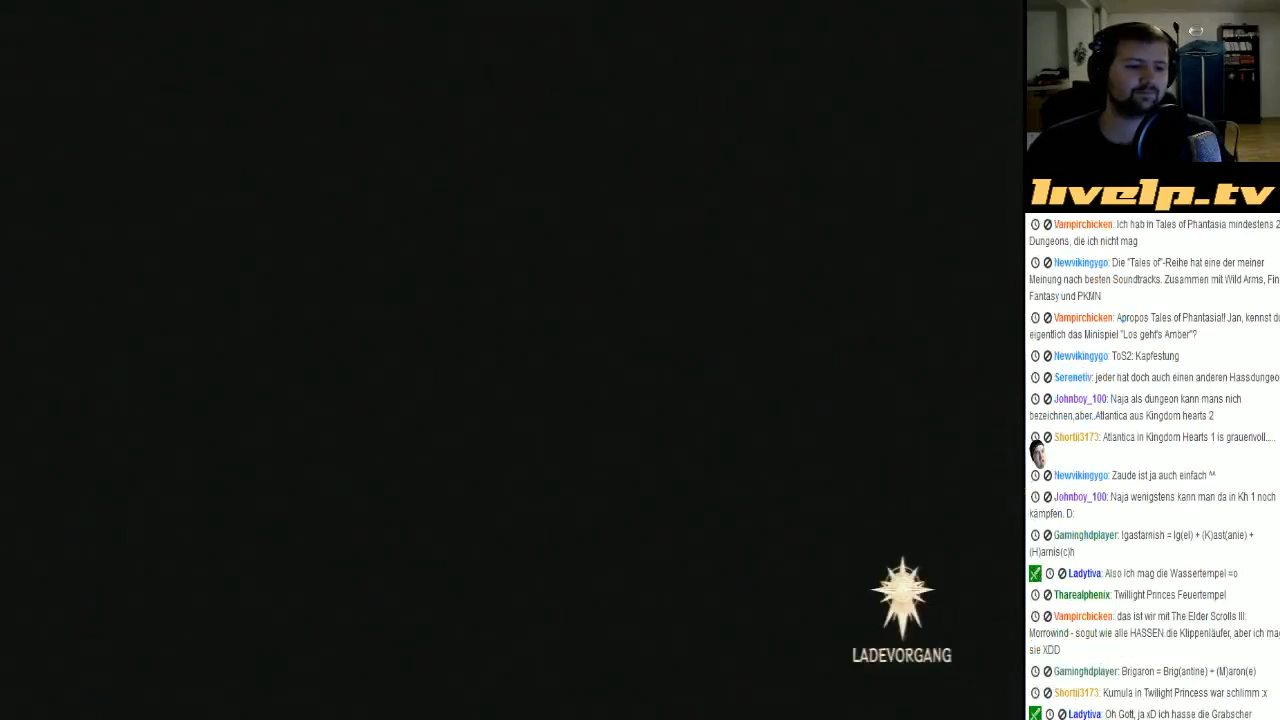 livelp.tv
Vampirchicken: Ich hab in Tales of Phantasia mindestens 2
Dungeons, die ich nicht mag
Newvikingygo: Die "Tales of"-Reihe hat eine der meiner
Meinung nach besten Soundtracks. Zusammen mit Wild Arms, Fin
Fantasy und PKMN
Vampirchicken: Apropos Tales of Phantasia!! Jan, kennst du
eigentlich das Minispiel "Los geht's Amber"?
Newvikingygo: ToS2: Kapfestung
Serenetiv: jeder hat doch auch einen anderen Hassdungeo
Johnboy_100: Naja als dungeon kann mans nich
bezeichnen,aber..Atlantica aus Kingdom hearts 2
Shortii3173: Atlantica in Kingdom Hearts 1 is grauenvoll.....
Newvikingygo: Zaude ist ja auch einfach ^^
Johnboy_100: Naja wenigstens kann man da in Kh 1 noch
kämpfen. D:
Gaminghdplayer: Igastarnish = Ig(el) + (K)ast(anie) +
(H)arnis(c)h
Ladytiva: Also ich mag die Wassertempel =o
Tharealphenix: Twillight Princes Feuertempel
Vampirchicken: das ist wir mit The Elder Scrolls III:
Morrowind - sogut wie alle HASSEN die Klippenläufer, aber ich ma
sie XDD
Gaminghdplayer: Brigaron = Brig(antine) + (M)aron(e)
Shortii3173: Kumula in Twilight Princess war schlimm :x
Ladytiva: Oh Gott, ja xD ich hasse die Grabscher
LADEVORGANG